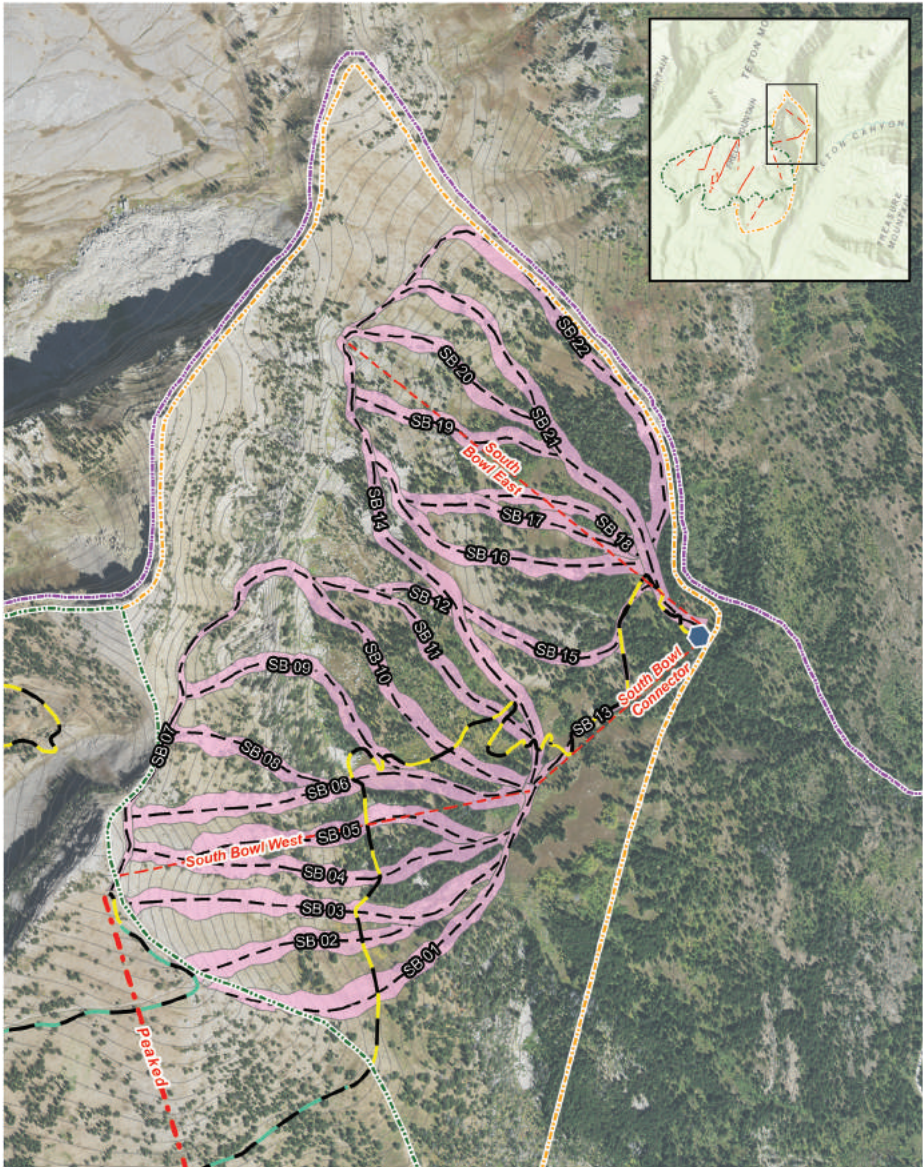 TETON MO
NTAIN
TAIN
TETON CANYON
TREASURE
MOUNTAIN
SB 22
SB 20
SB 21
SB 19
South
Bowl East
SB 14
SB 17
SB 18
SB 16
SB 12
SB 11
SB 15
SB 10
SB 09
South Bowl
Connector
SB 13
SB 07
SB 08
SB 06
SB 05
South Bowl West
SB 04
SB 03
SB 02
SB 01
Peaked